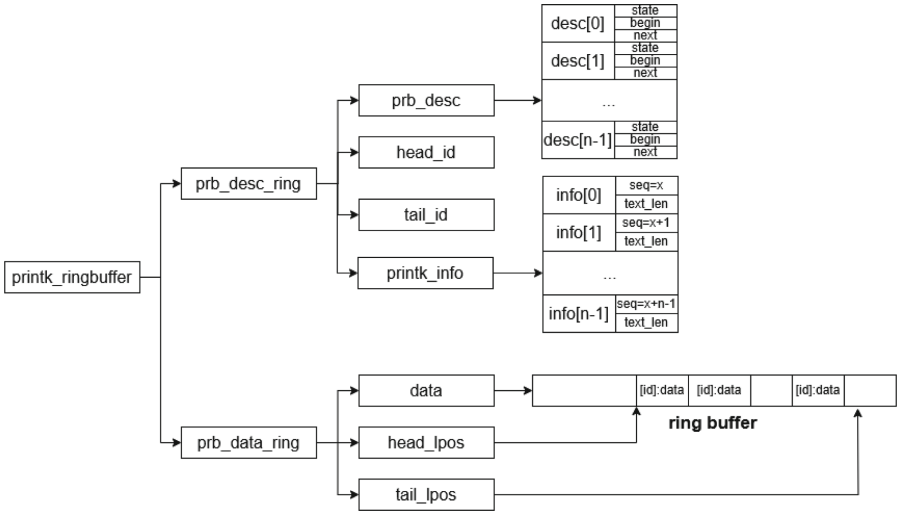 printk_ringbuffer
prb_desc_ring
prb_desc
head_id
tail_id
printk_info
desc[0]
state
begin
next
desc[1]
state
begin
next
...
desc[n-1]
state
begin
next
info[0]
seq=x
text_len
info[1]
seq=x+1
text_len
...
info[n-1]
seq=x+n-1
text_len
prb_data_ring
data
head_lpos
tail_lpos
[id]:data
[id]:data
[id]:data
ring buffer